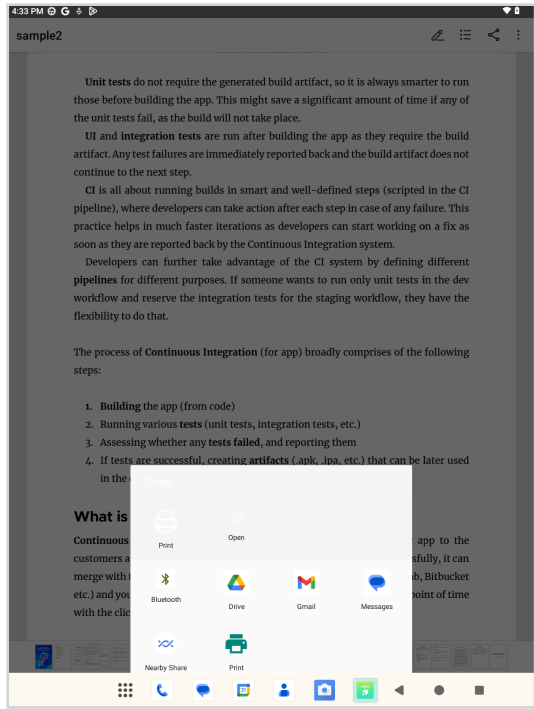 4:33 PM
sample2
Unit tests do not require the generated build artifact, so it is always smarter to run
those before building the app. This might save a significant amount of time if any of
the unit tests fail, as the build will not take place.
UI and integration tests are run after building the app as they require the build
artifact. Any test failures are immediately reported back and the build artifact does not
continue to the next step.
CI is all about running builds in smart and well-defined steps (scripted in the CI
pipeline), where developers can take action after each step in case of any failure. This
practice helps in much faster iterations as developers can start working on a fix as
soon as they are reported back by the Continuous Integration system.
Developers can further take advantage of the CI system by defining different
pipelines for different purposes. If someone wants to run only unit tests in the dev
workflow and reserve the integration tests for the staging workflow, they have the
flexibility to do that.
The process of Continuous Integration (for app) broadly comprises of the following
steps:
1. Building the app (from code)
2. Running various tests (unit tests, integration tests, etc.)
3. Assessing whether any tests failed, and reporting them
4. If tests are successful, creating artifacts (.apk, .ipa, etc.) that can be later used
in the
Share
What is
Print
Open
Continuous
app to the
customers a
sfully, it can
merge with
b, Bitbucket
etc.) and you
point of time
with the clic
Bluetooth
Drive
Gmail
Messages
Nearby Share
Print
31